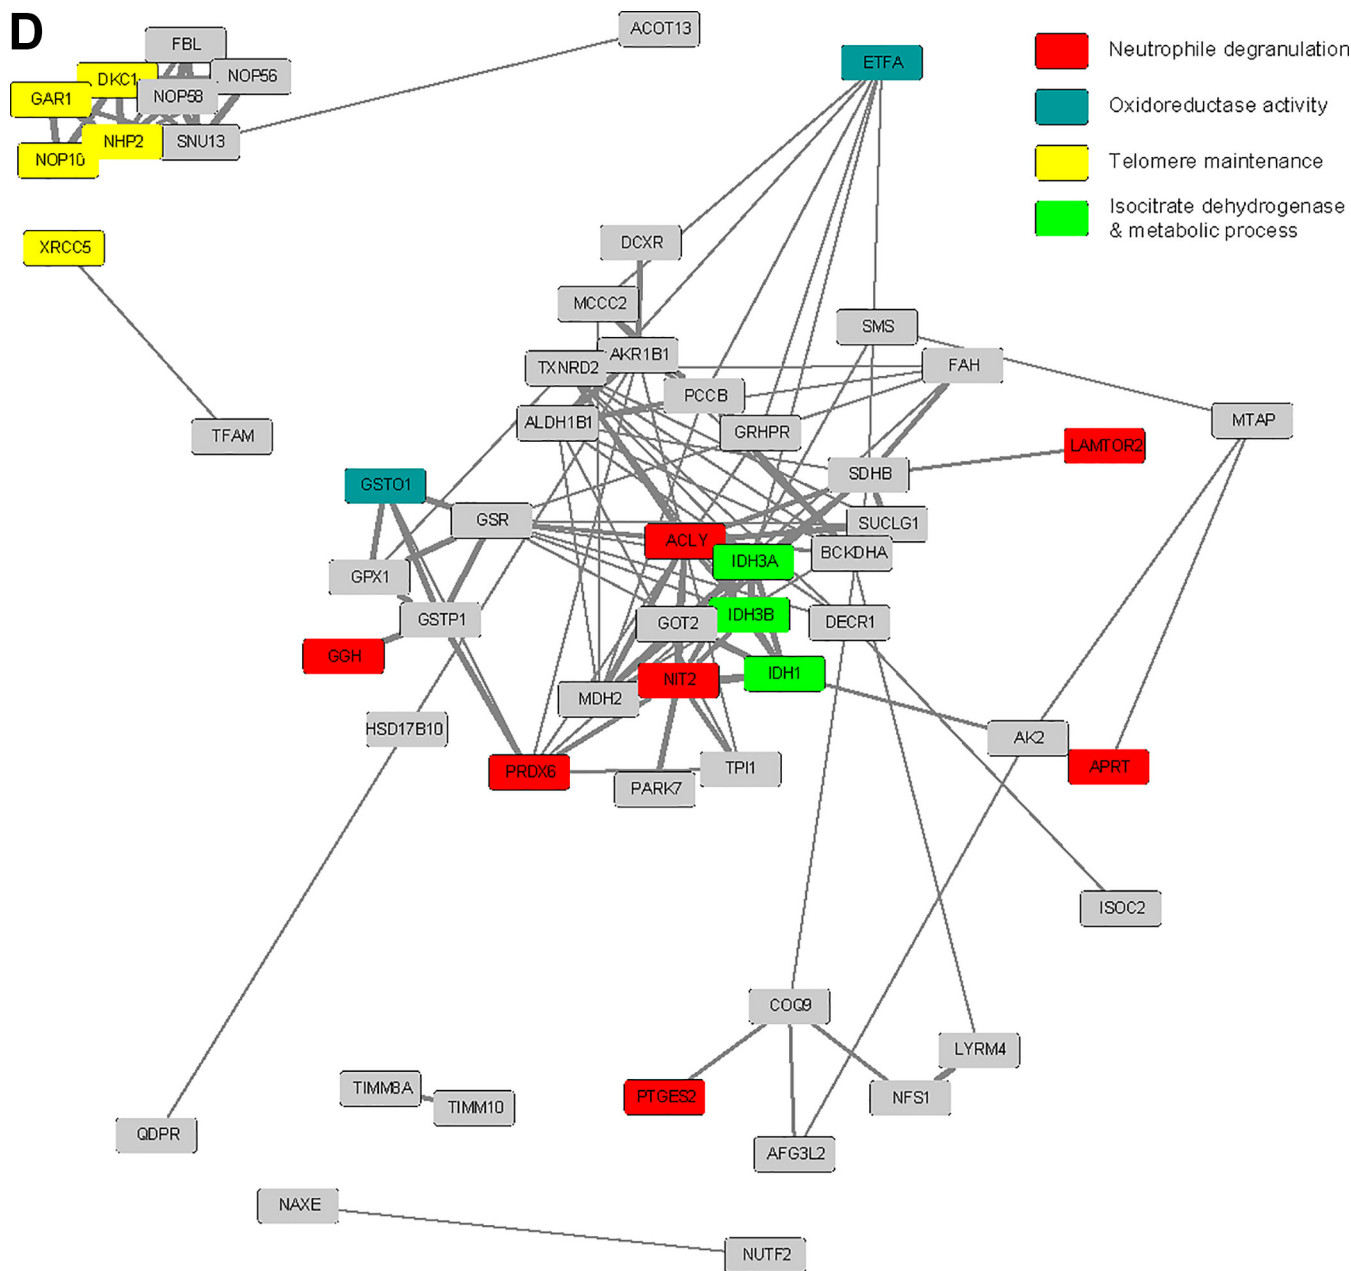 D
FBL
ACOT13
Neutrophile degranulation
DKC1
NOP56
ETFA
GAR1
NOP58
Oxidoreductase activity
NHP2
SNU13
NOP10
Telomere maintenance
Isocitrate dehydrogenase
& metabolic process
XRCC5
DCXR
MCCC2
SMS
AKR1B1
TXNRD2
FAH
PCCB
ALDH1B1
GRHPR
MTAP
TFAM
LAMTOR2
SDHB
GSTO1
GSR
SUCLG1
ACLY
BCKDHA
IDH3A
GPX1
GSTP1
GOT2
IDH3B
DECR1
GGH
NIT2
IDH1
MDH2
HSD17B10
AK2
PRDX6
TPI1
APRT
PARK7
ISOC2
COQ9
LYRM4
TIMM8A
TIMM10
PTGES2
NFS1
QDPR
AFG3L2
NAXE
NUTF2